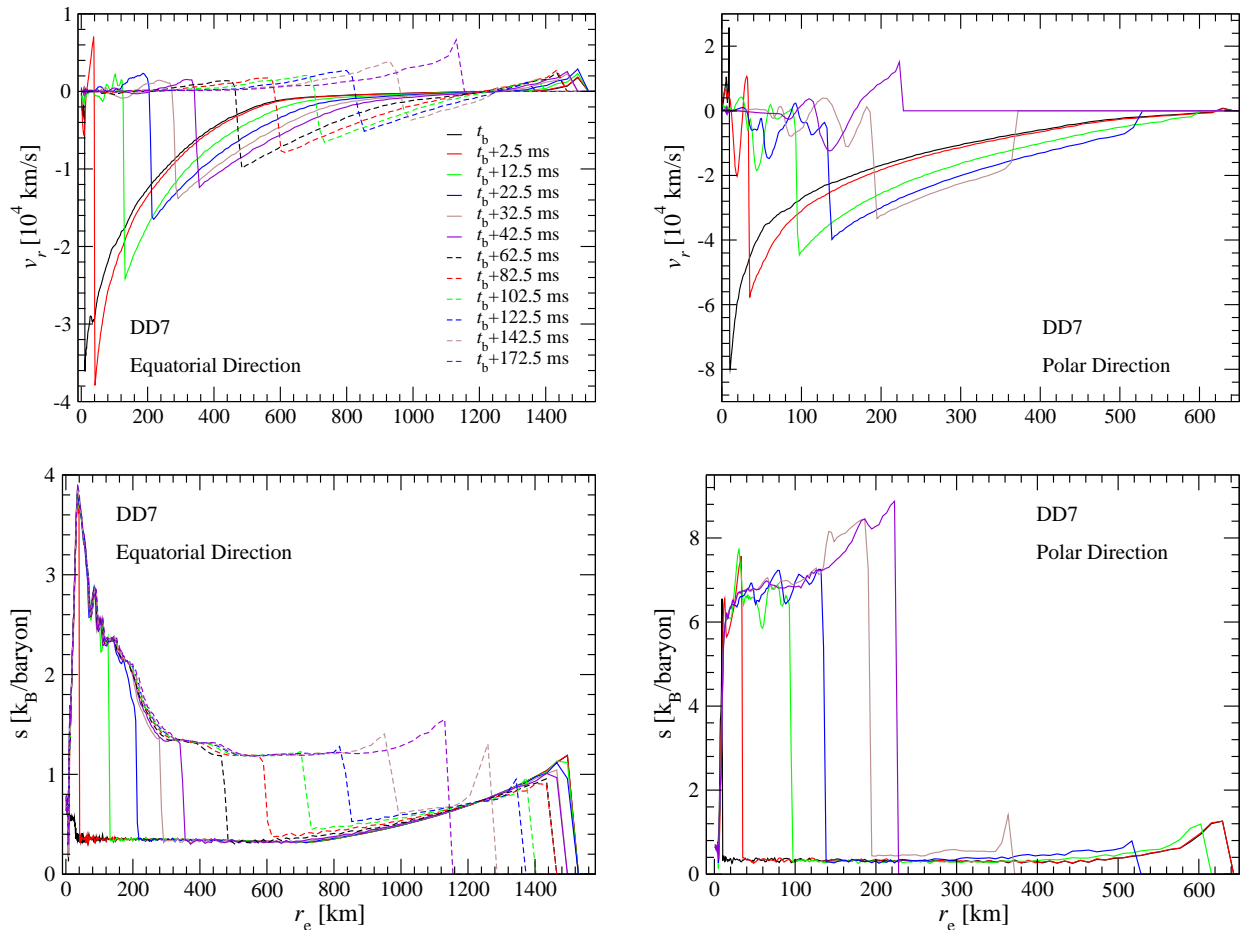 v_r [10^4 km/s]
1
0
-1
-2
-3
-4
0 200 400 600 800 1000 1200 1400
DD7
Equatorial Direction
t_b
t_b+2.5 ms
t_b+12.5 ms
t_b+22.5 ms
t_b+32.5 ms
t_b+42.5 ms
t_b+62.5 ms
t_b+82.5 ms
t_b+102.5 ms
t_b+122.5 ms
t_b+142.5 ms
t_b+172.5 ms
v_r [10^4 km/s]
2
0
-2
-4
-6
-8
0 100 200 300 400 500 600
DD7
Polar Direction
s [k_B/baryon]
4
3
2
1
0
0 200 400 600 800 1000 1200 1400
r_e [km]
DD7
Equatorial Direction
s [k_B/baryon]
8
6
4
2
0
0 100 200 300 400 500 600
r_e [km]
DD7
Polar Direction